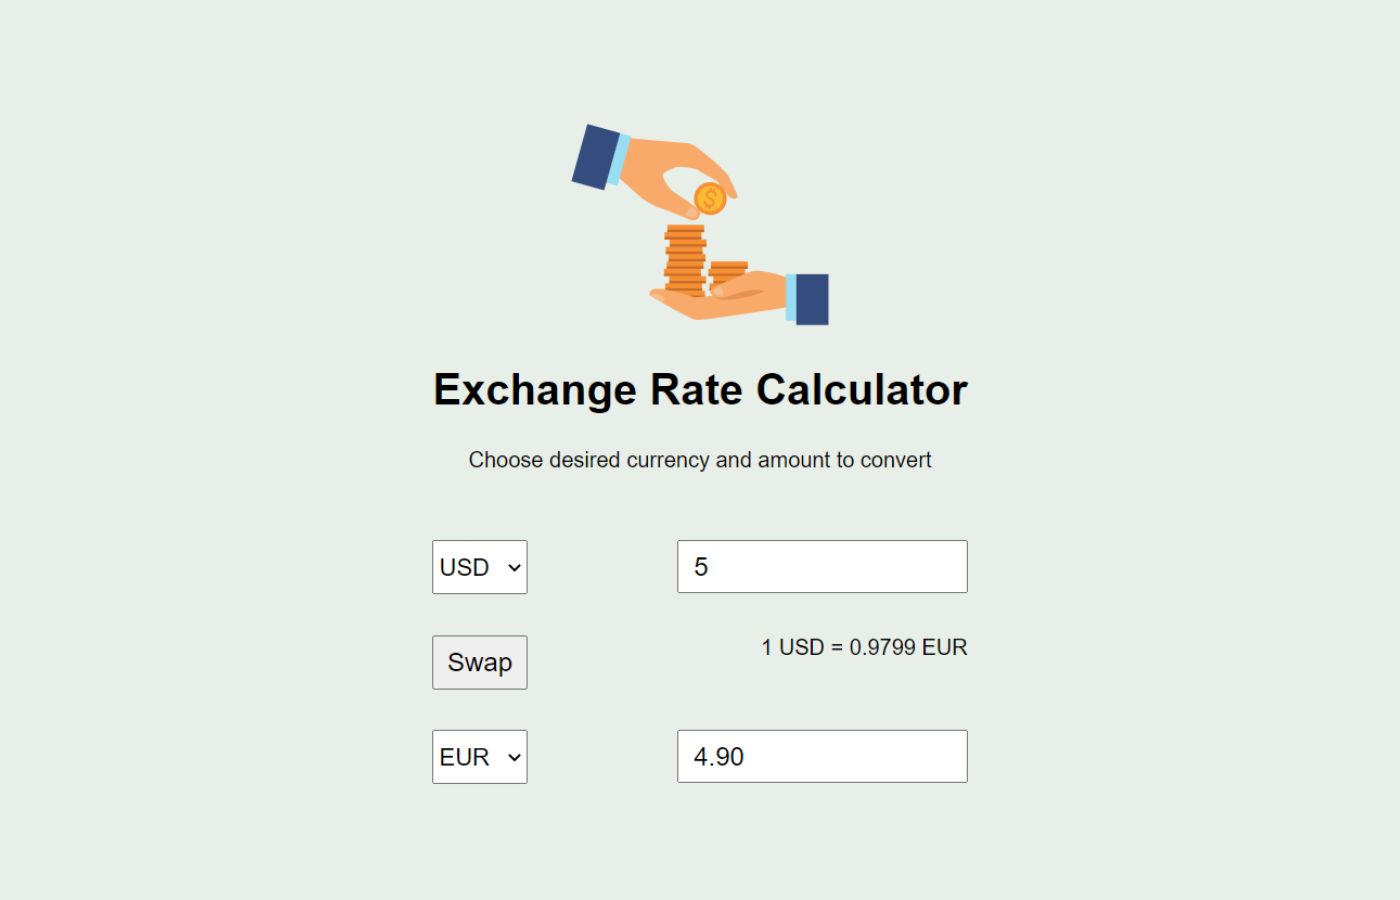 $
Exchange Rate Calculator
Choose desired currency and amount to convert
USD
5
Swap
1 USD = 0.9799 EUR
EUR
4.90